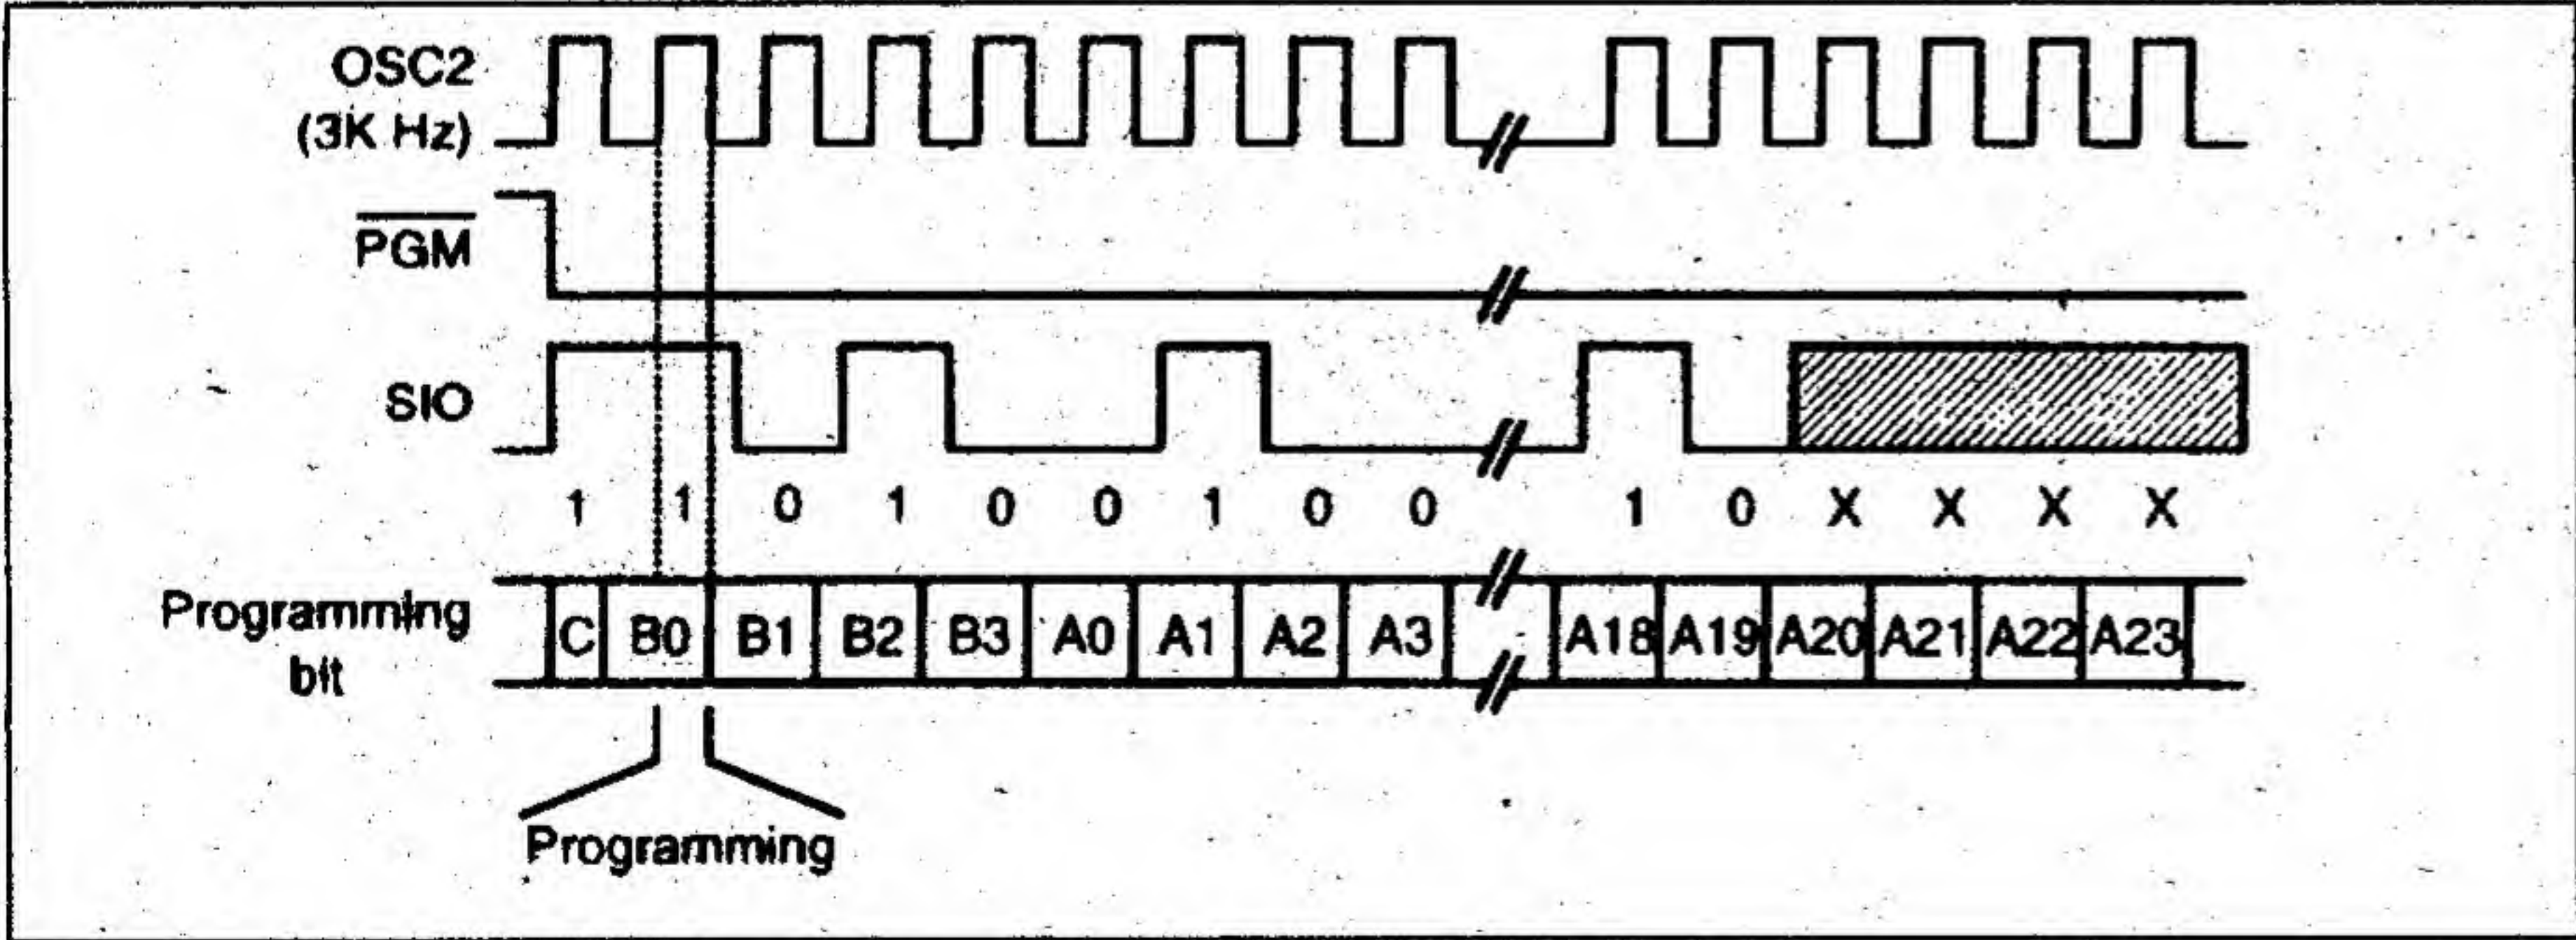 OSC2
(3K Hz)
PGM
SIO
1 1 0 1 0 0 1 0 0 1 0 X X X X
Programming
bit
C B0 B1 B2 B3 A0 A1 A2 A3 A18 A19 A20 A21 A22 A23
Programming